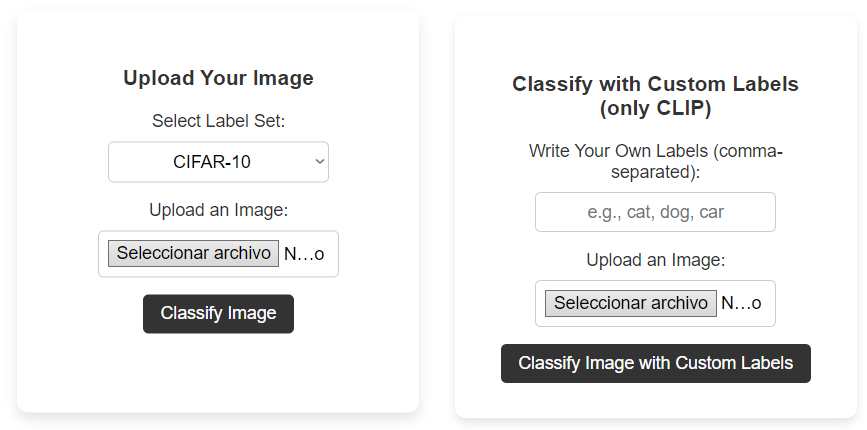 Upload Your Image
Select Label Set:
CIFAR-10
Upload an Image:
Seleccionar archivo N...o
Classify Image
Classify with Custom Labels
(only CLIP)
Write Your Own Labels (comma-
separated):
e.g., cat, dog, car
Upload an Image:
Seleccionar archivo N...o
Classify Image with Custom Labels